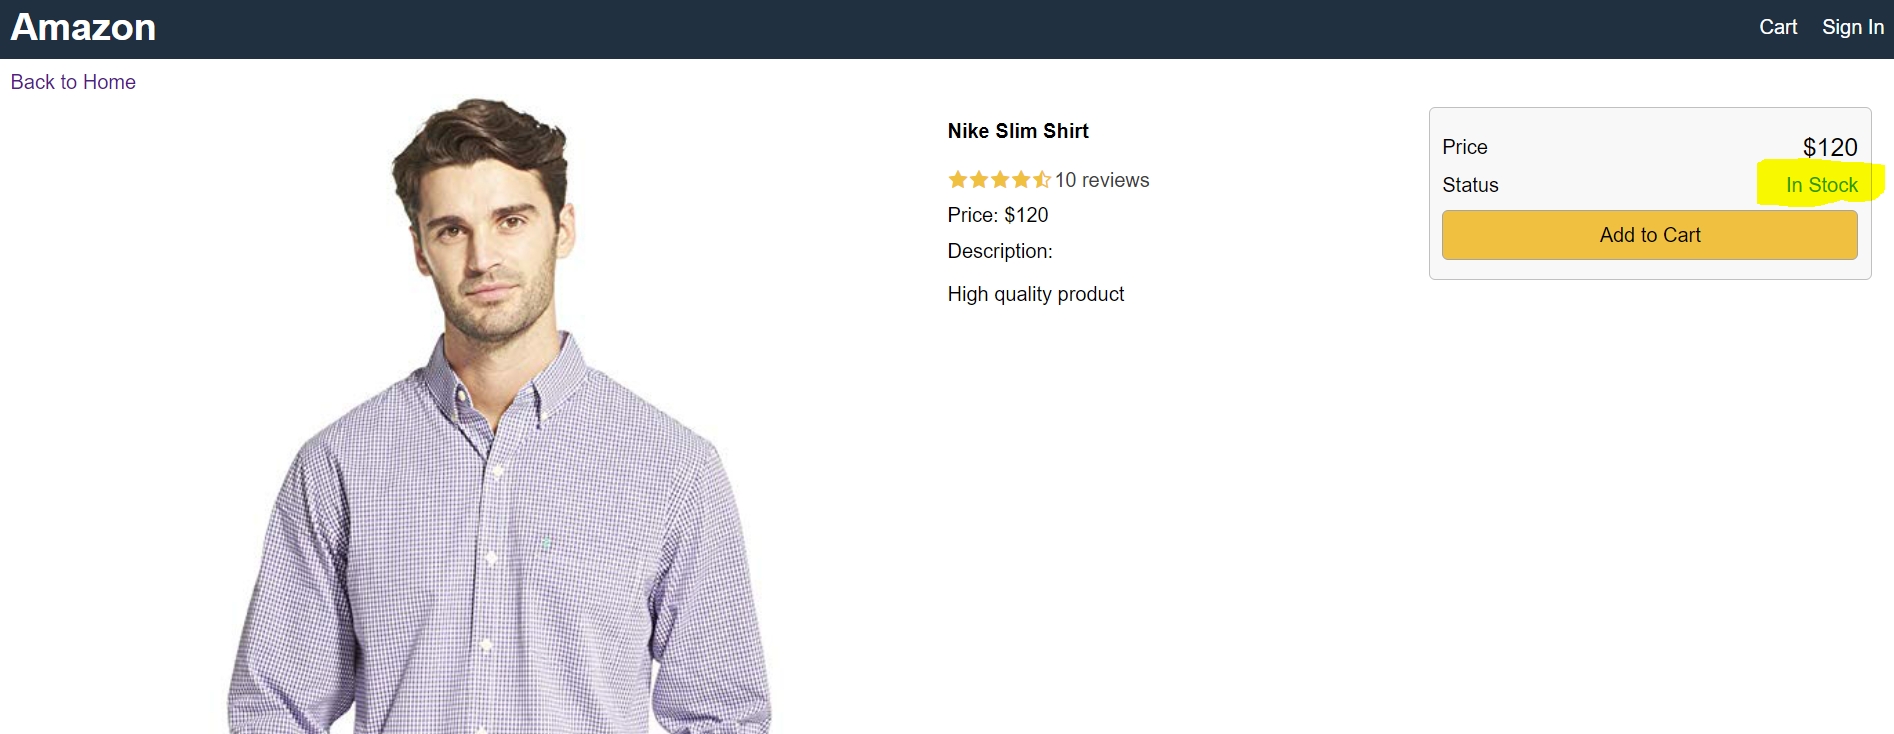 Amazon
Cart Sign In
Back to Home
Nike Slim Shirt
10 reviews
Price: $120
Description:
High quality product
Price $120
Status In Stock
Add to Cart